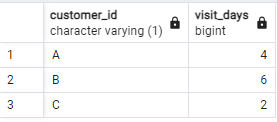 customer_id visit_days
character varying (1) bigint
1 A 4
2 B 6
3 C 2